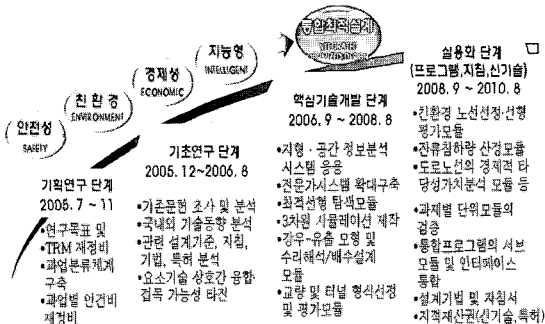 안전성
SAFETY
친환경
ENVIRONMENT
경제성
ECONOMIC
지능형
INTELLIGENT
통합최적설계
기획연구 단계
2005. 7 ~ 11
•연구목표 및
•TRM 재정비
•과업분류체계
구축
•과업별 안건비
재정비
기초연구 단계
2005. 12~2006. 8
•기존문헌 조사 및 분석
•국내외 기술동향 분석
•관련 설계기준, 지침,
기법, 특허 분석
•요소기술 상호간 융합·
접목 가능성 타진
핵심기술개발 단계
2006. 9 ~ 2008. 8
•지형·공간 정보분석
시스템 응용
•전문가시스템 확대구축
•최적선형 탐색모듈
•3차원 시뮬레이션 제작
•강우-유출 모형 및
수리해석/배수설계
모듈
•교량 및 터널 형식선정
및 평가모듈
실용화 단계
(프로그램,지침,신기술)
2008. 9 ~ 2010. 8
•친환경 노선선정·선형
평가모듈
•잔류침하량 산정모듈
•도로노선의 경제적 타
당성가치분석 모듈 등
•과제별 단위모듈의
검증
•통합프로그램의 서브
모듈 및 인터페이스
통합
•설계기법 및 지침서
•지적재산권(신기술,특허)